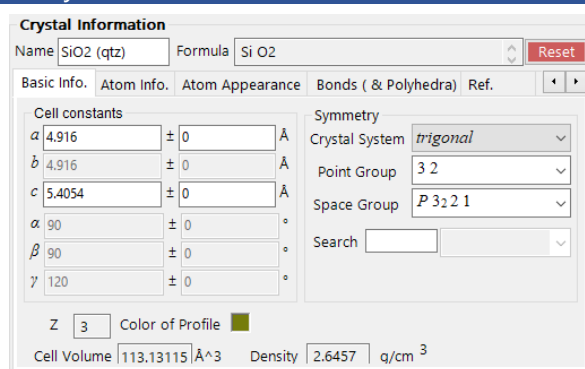 Crystal Information
Name SiO2 (qtz) Formula Si O2 Reset
Basic Info. Atom Info. Atom Appearance Bonds ( & Polyhedra) Ref.
Cell constants
a 4.916 ± 0 Å
b 4.916 ± 0 Å
c 5.4054 ± 0 Å
α 90 ± 0 °
β 90 ± 0 °
γ 120 ± 0 °
Symmetry
Crystal System trigonal
Point Group 3 2
Space Group P 3₂ 2 1
Search
Z 3 Color of Profile
Cell Volume 113.13115 Å^3 Density 2.6457 g/cm ³